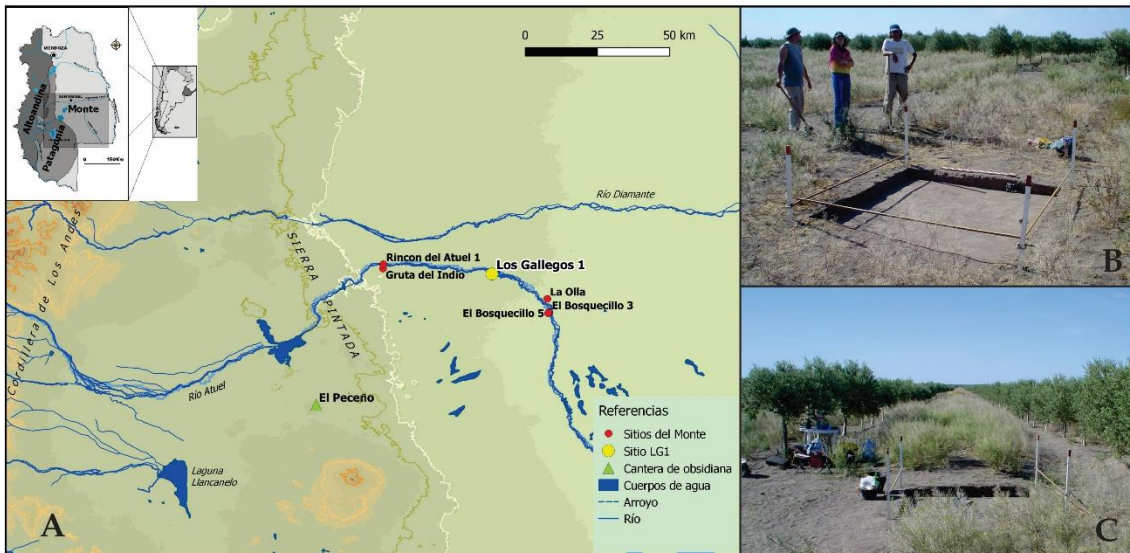 MENDOZA
Altoandina
Monte
Patagonia
0 25 50 km
Río Diamante
Cordillera de Los Andes
SIERRA PINTADA
Rincon del Atuel 1
Gruta del Indio
Los Gallegos 1
La Olla
El Bosquecillo 3
El Bosquecillo 5
Río Atuel
El Peceño
Laguna
Llancanelo
Referencias
Sitios del Monte
Sitio LG1
Cantera de obsidiana
Cuerpos de agua
Arroyo
Río
A
B
C